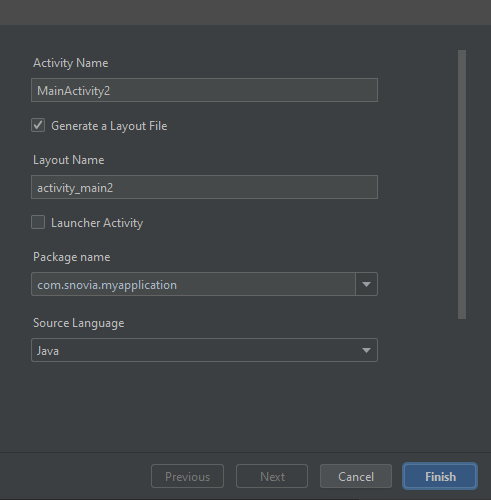 Activity Name
MainActivity2
Generate a Layout File
Layout Name
activity_main2
Launcher Activity
Package name
com.snovia.myapplication
Source Language
Java
Previous Next Cancel Finish